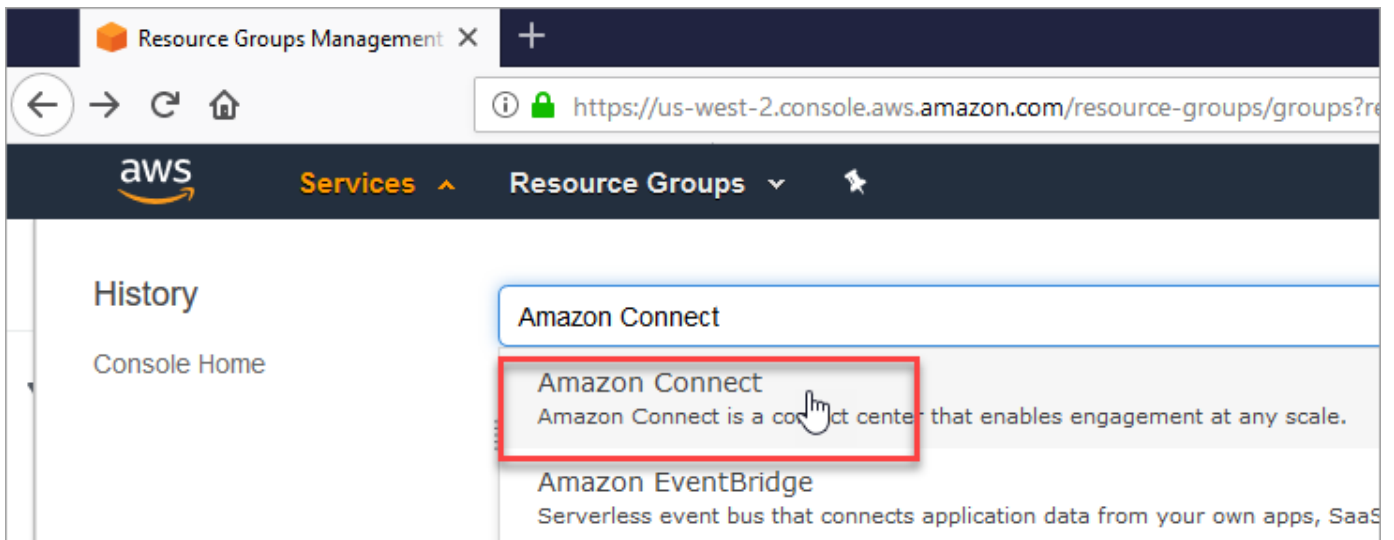 Resource Groups Management
https://us-west-2.console.aws.amazon.com/resource-groups/groups?re
aws
Services
Resource Groups
History
Console Home
Amazon Connect
Amazon Connect
Amazon Connect is a co ct center that enables engagement at any scale.
Amazon EventBridge
Serverless event bus that connects application data from your own apps, SaaS